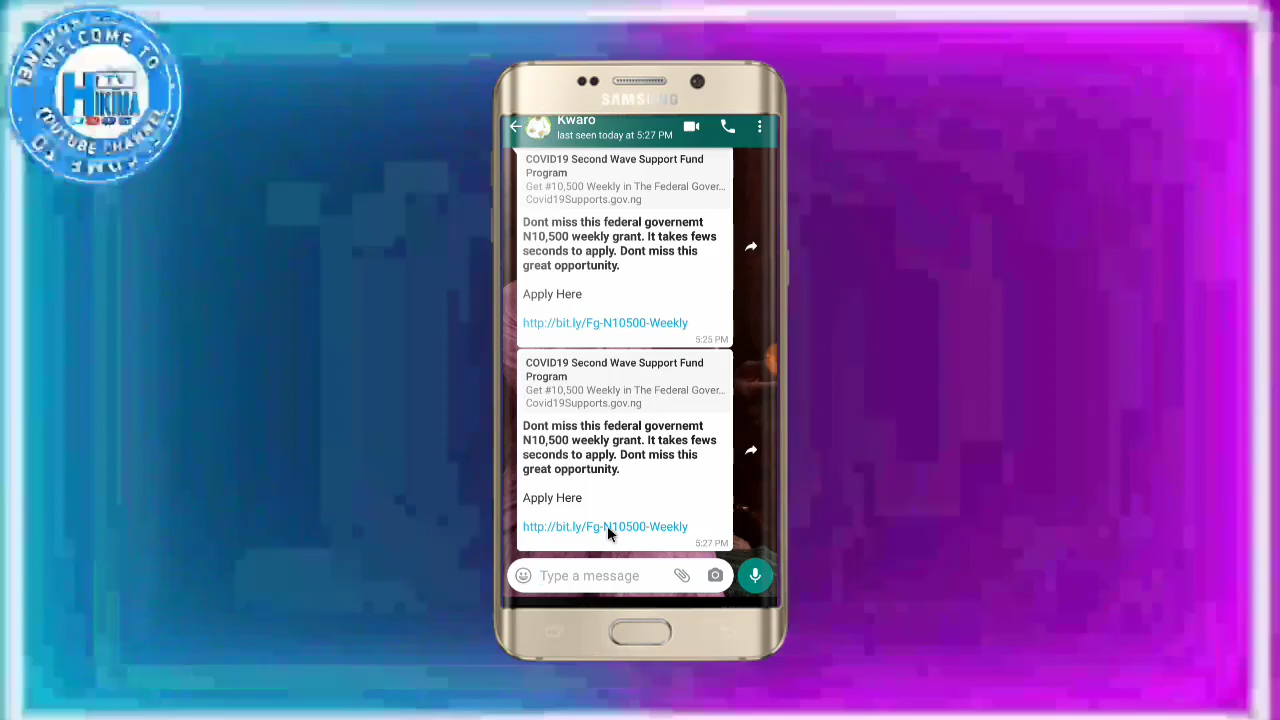 WELCOME TO
TV
HIKIMA
YOUTUBE CHANNEL
SAMSUNG
Kwaro
last seen today at 5:27 PM
COVID19 Second Wave Support Fund
Program
Get #10,500 Weekly in The Federal Gover...
Covid19Supports.gov.ng
Dont miss this federal governemt
N10,500 weekly grant. It takes fews
seconds to apply. Dont miss this
great opportunity.
Apply Here
http://bit.ly/Fg-N10500-Weekly
5:25 PM
COVID19 Second Wave Support Fund
Program
Get #10,500 Weekly in The Federal Gover...
Covid19Supports.gov.ng
Dont miss this federal governemt
N10,500 weekly grant. It takes fews
seconds to apply. Dont miss this
great opportunity.
Apply Here
http://bit.ly/Fg-N10500-Weekly
5:27 PM
Type a message